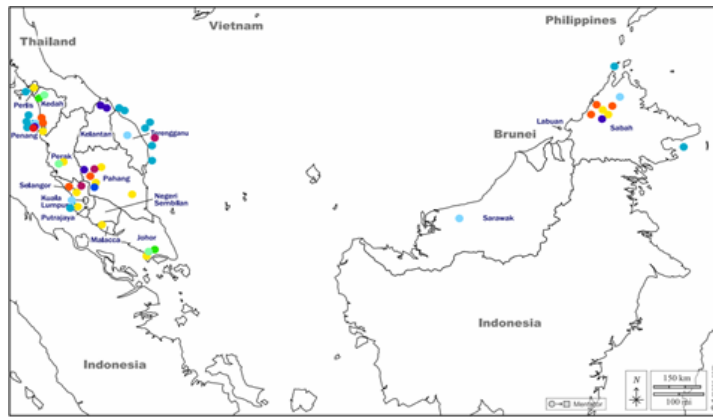 Philippines
Vietnam
Thailand
Perlis
Kedah
Labuan
Kelantan
Terengganu
Penang
Brunei
Sabah
Perak
Pahang
Selangor
Kuala
Lumpur
Negeri
Sembilan
Putrajaya
Sarawak
Malacca
Johor
Indonesia
Indonesia
N
150 km
100 mi